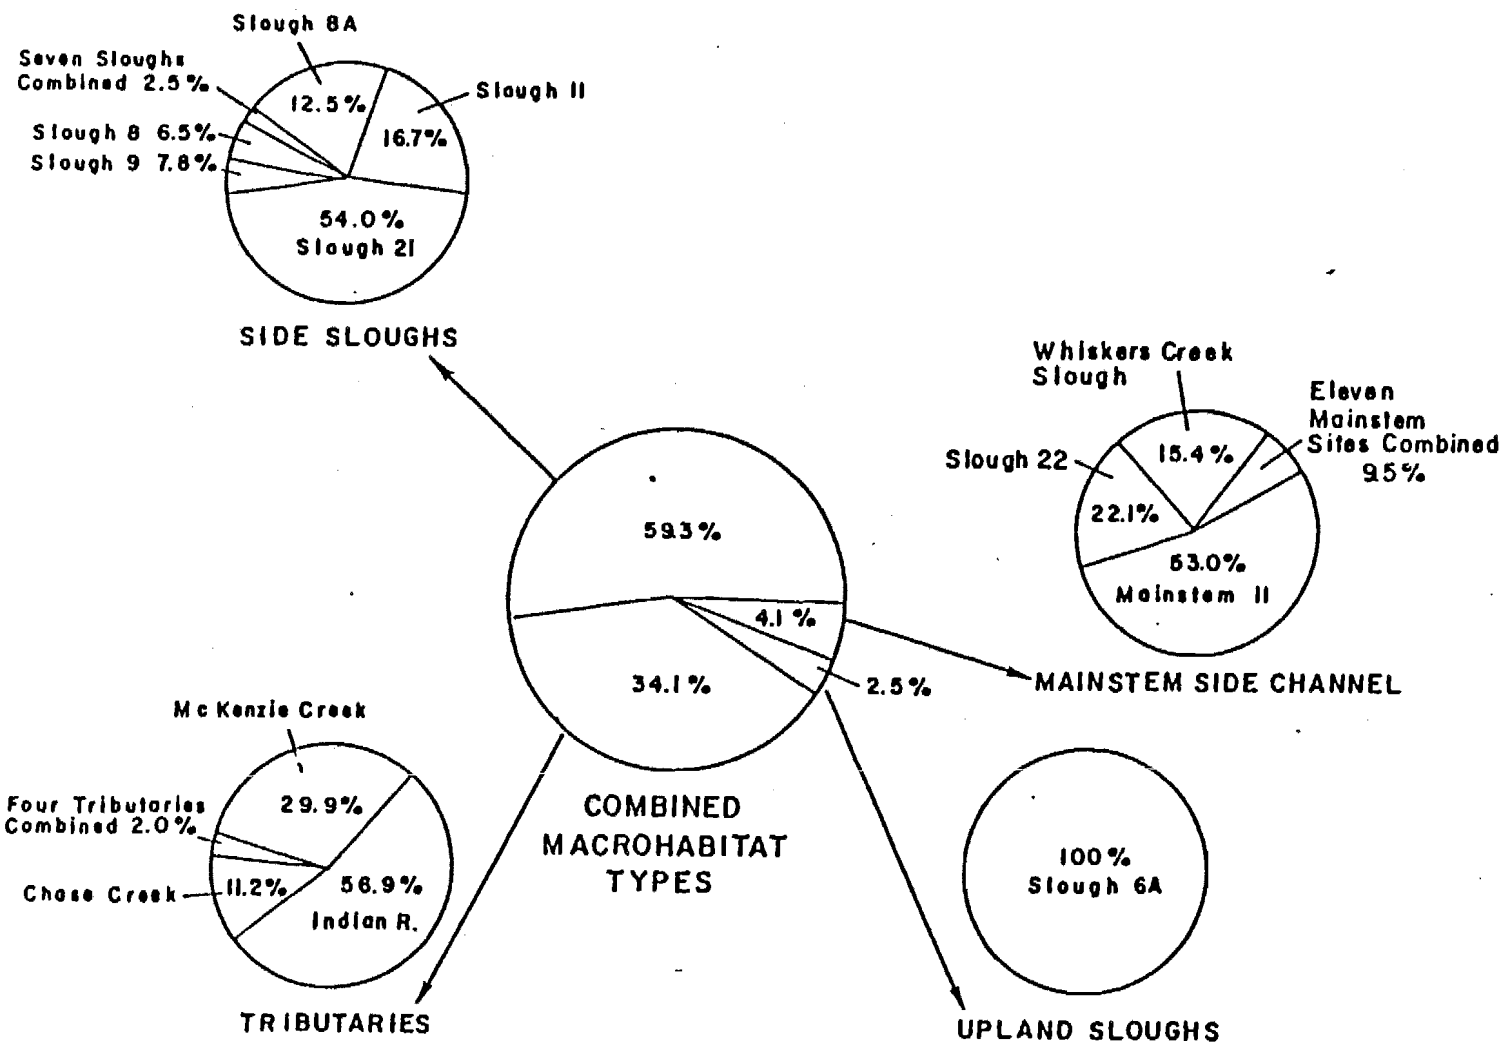 Slough 8A
Seven Sloughs
Combined 2.5%
12.5%
Slough 11
16.7%
Slough 8 6.5%
Slough 9 7.8%
54.0%
Slough 21
SIDE SLOUGHS
Whiskers Creek
Slough
Eleven
Mainstem
Sites Combined
9.5%
15.4%
Slough 22
22.1%
53.0%
Mainstem 11
MAINSTEM SIDE CHANNEL
59.3%
4.1%
2.5%
34.1%
COMBINED
MACROHABITAT
TYPES
McKenzie Creek
29.9%
Four Tributaries
Combined 2.0%
Chase Creek
11.2%
56.9%
Indian R.
TRIBUTARIES
100%
Slough 6A
UPLAND SLOUGHS